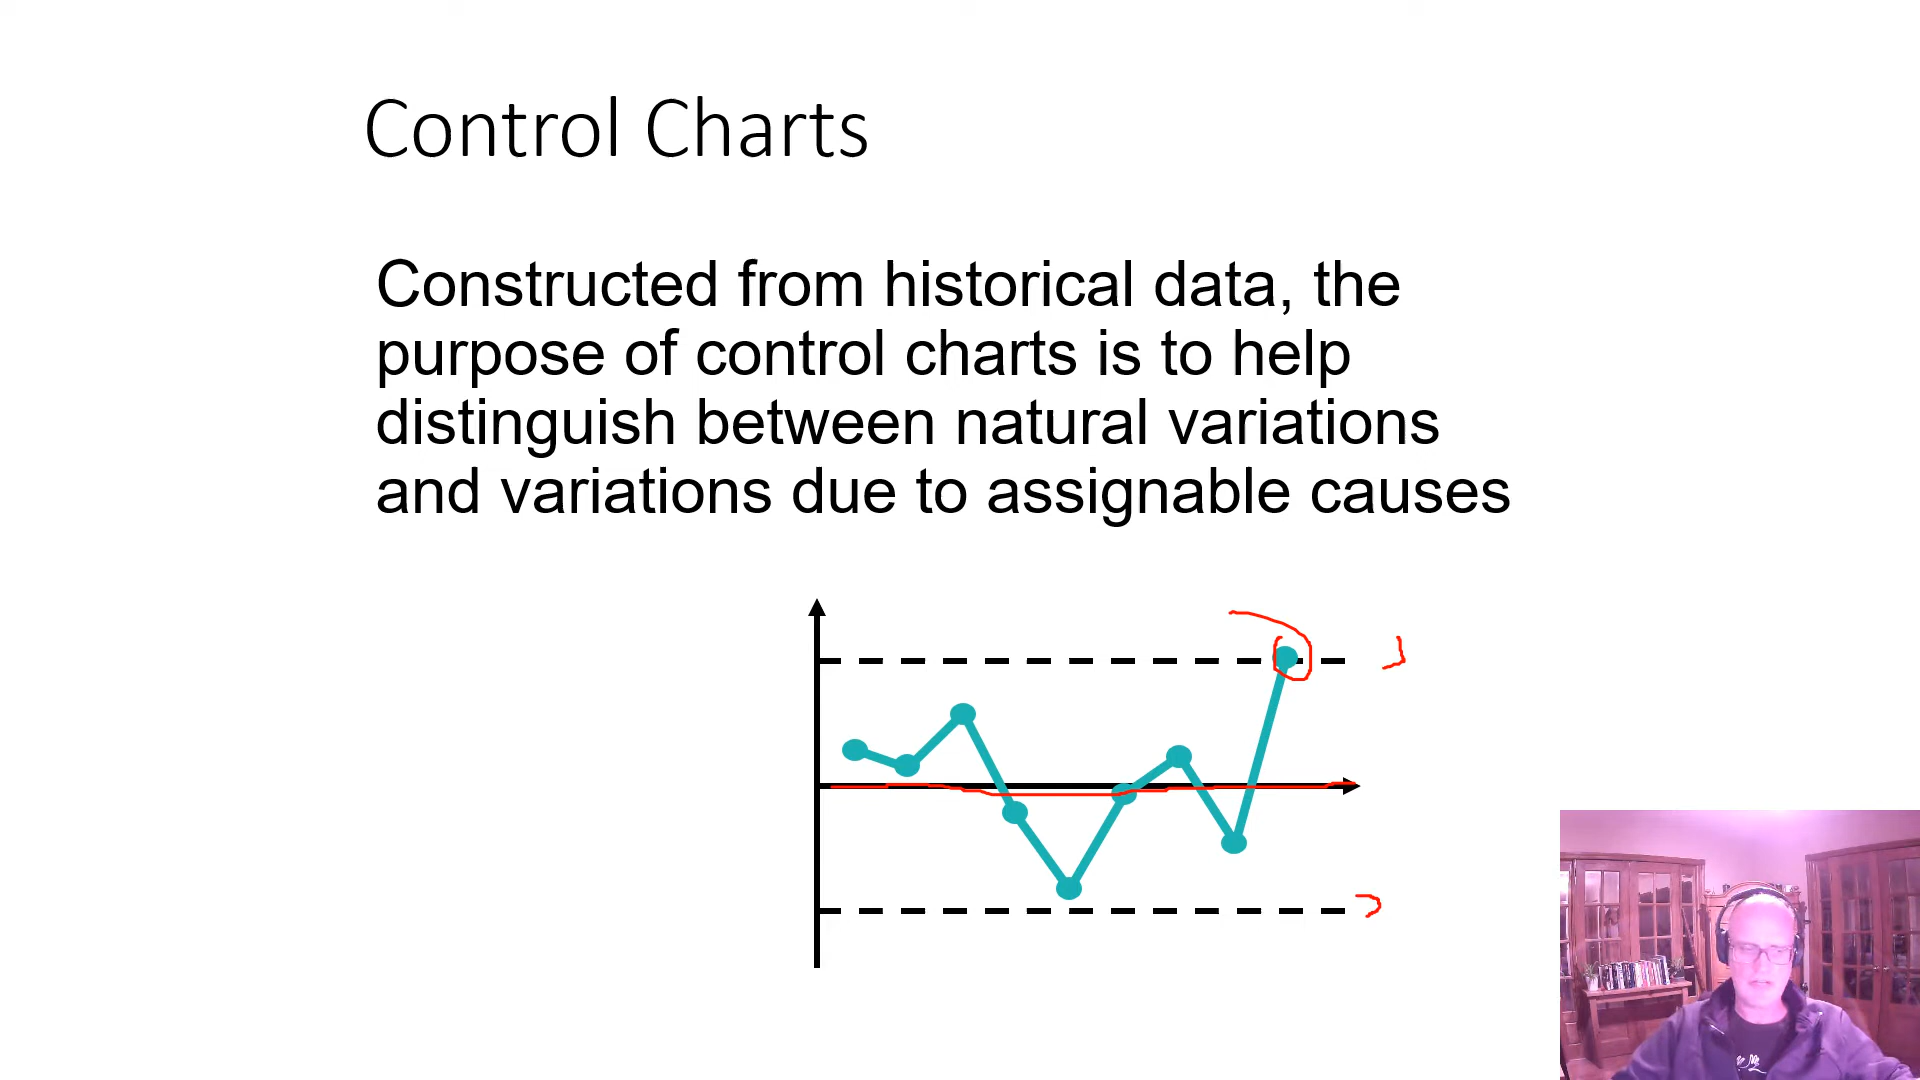 Control Charts
Constructed from historical data, the
purpose of control charts is to help
distinguish between natural variations
and variations due to assignable causes